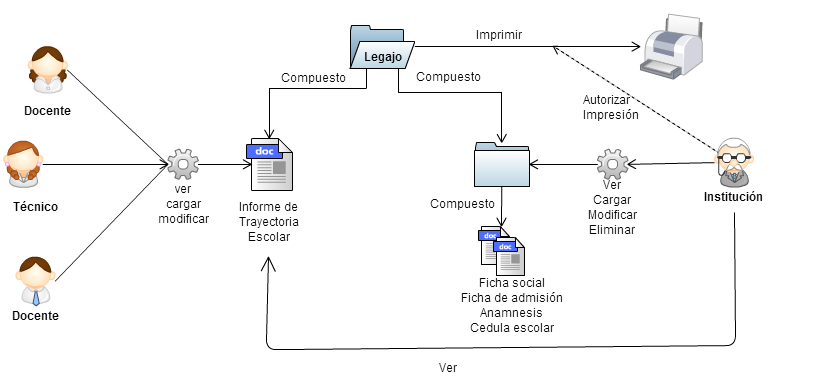 Imprimir
Legajo
Compuesto
Compuesto
Autorizar
Impresión
Docente
doc
ver
cargar
modificar
Técnico
Informe de
Trayectoria
Escolar
Ver
Cargar
Modificar
Eliminar
Institución
Compuesto
doc
doc
Ficha social
Ficha de admisión
Anamnesis
Cedula escolar
Docente
Ver